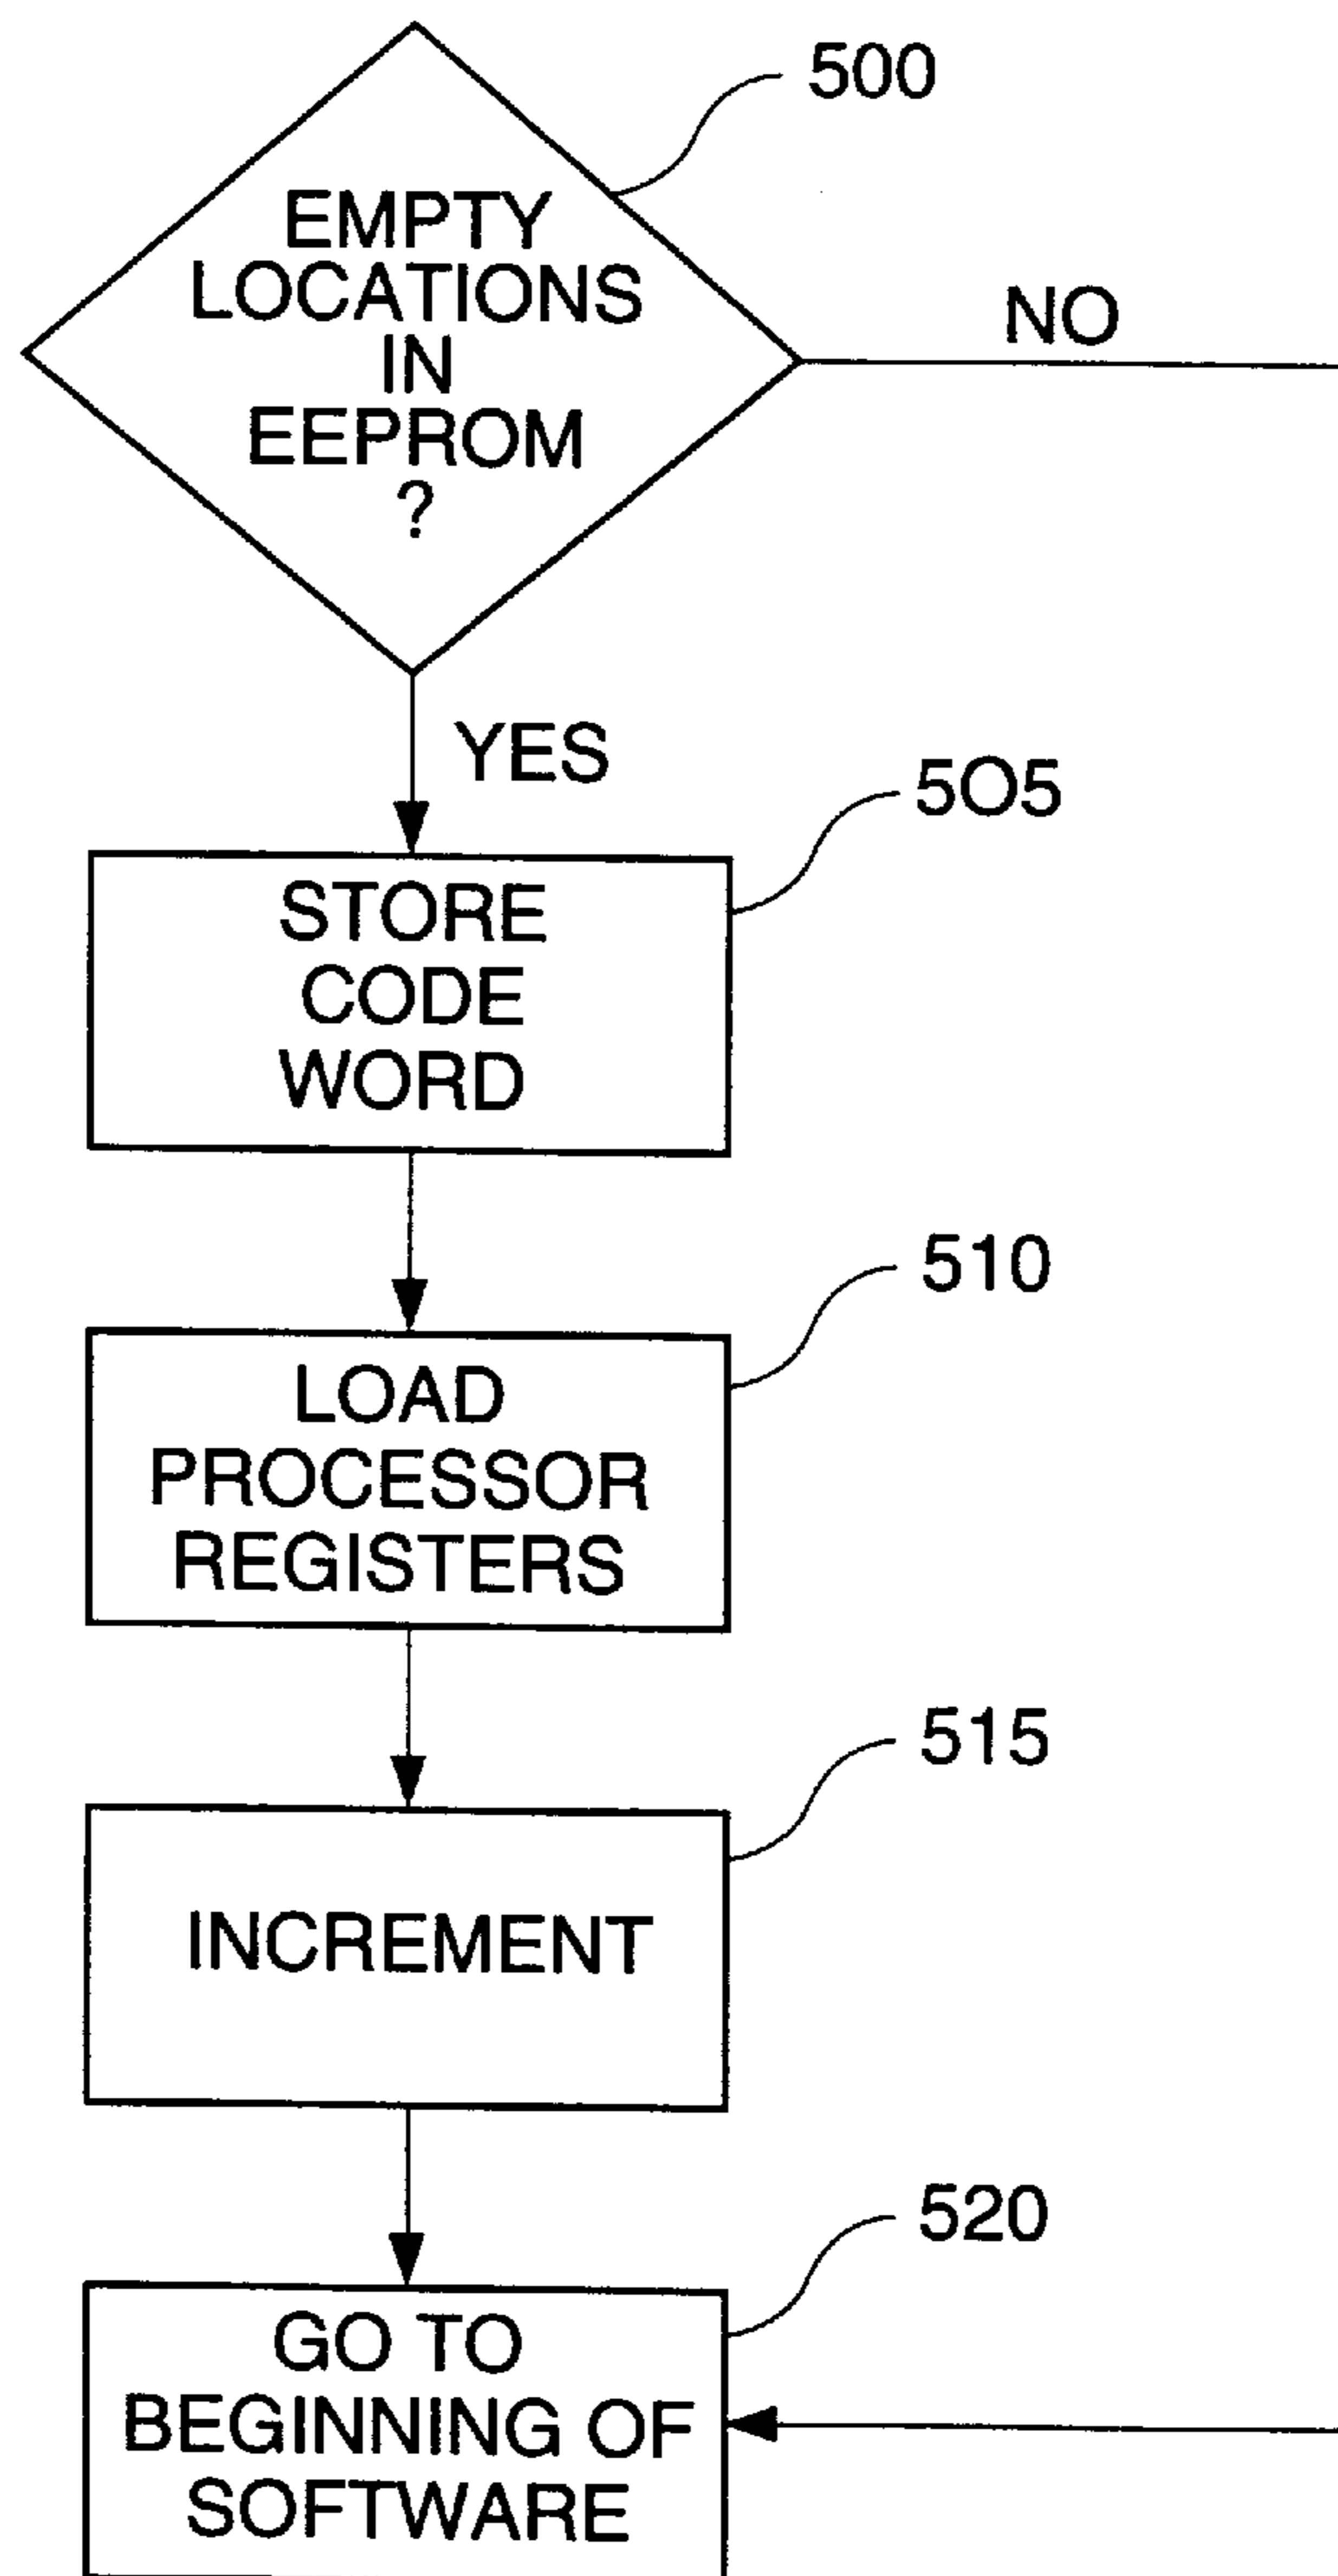 500
EMPTY
LOCATIONS
IN
EEPROM
?
NO
YES
505
STORE
CODE
WORD
510
LOAD
PROCESSOR
REGISTERS
515
INCREMENT
520
GO TO
BEGINNING OF
SOFTWARE